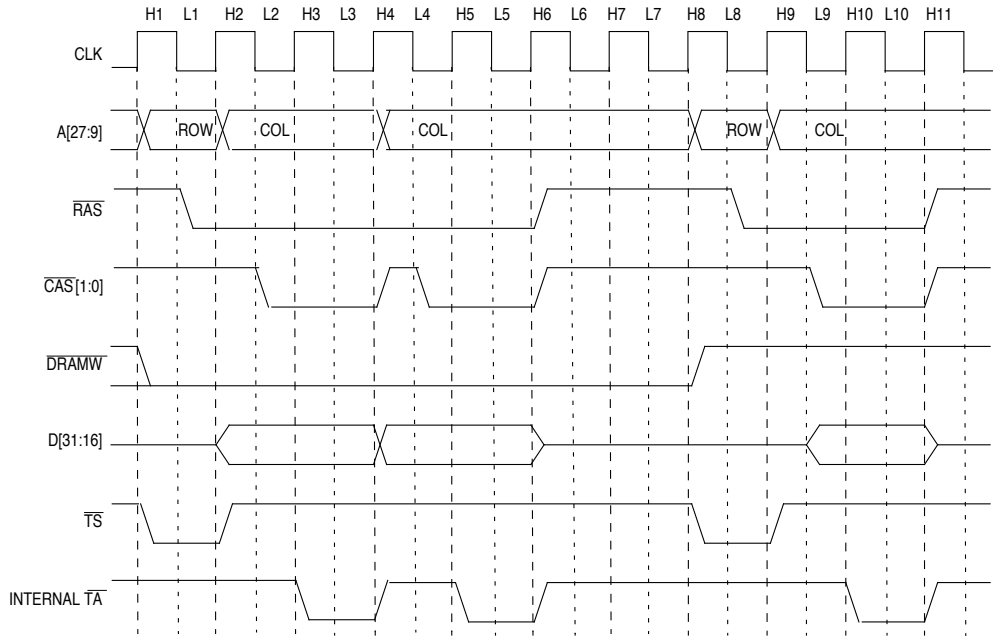 H1 L1 H2 L2 H3 L3 H4 L4 H5 L5 H6 L6 H7 L7 H8 L8 H9 L9 H10 L10 H11
CLK
A[27:9] ROW COL COL ROW COL
RAS
CAS[1:0]
DRAMW
D[31:16]
TS
INTERNAL TA